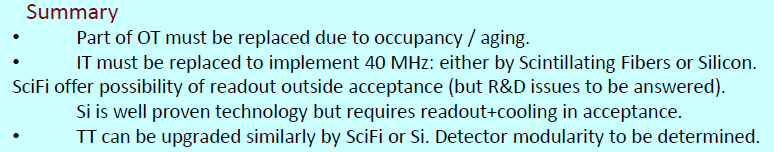 Summary
• Part of OT must be replaced due to occupancy / aging.
• IT must be replaced to implement 40 MHz: either by Scintillating Fibers or Silicon.
SciFi offer possibility of readout outside acceptance (but R&D issues to be answered).
Si is well proven technology but requires readout+cooling in acceptance.
• TT can be upgraded similarly by SciFi or Si. Detector modularity to be determined.